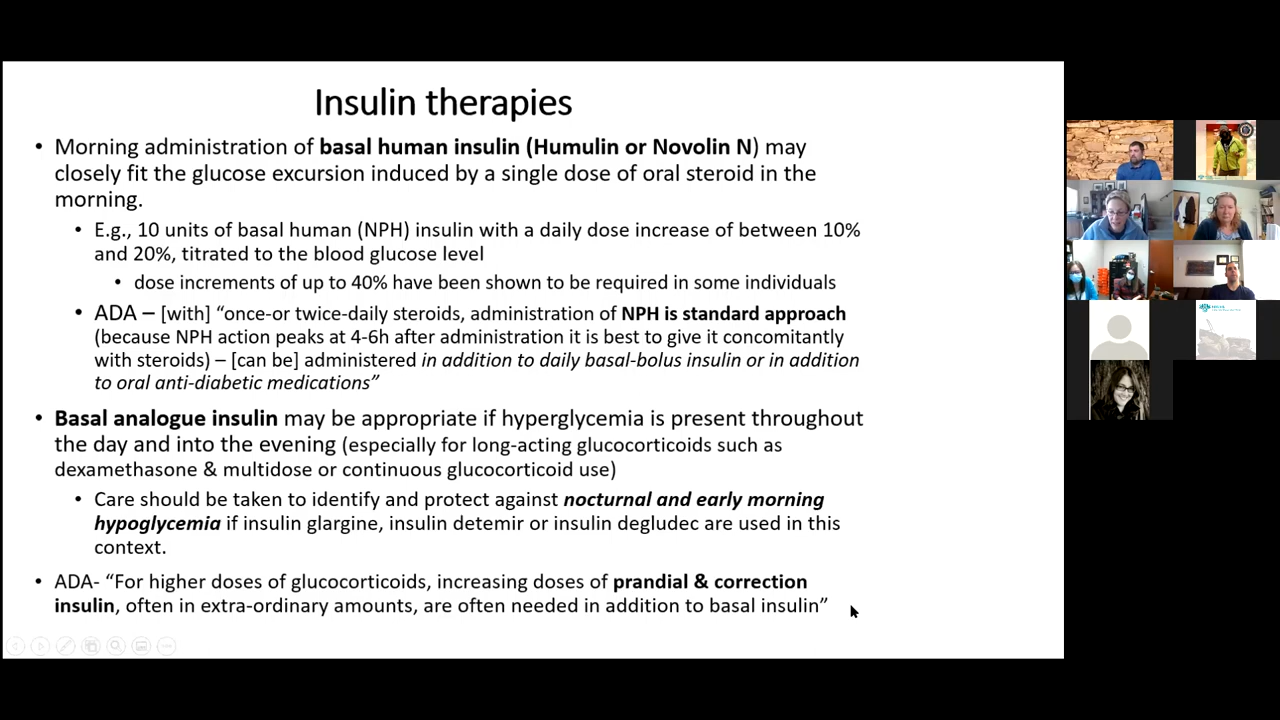 Insulin therapies
• Morning administration of basal human insulin (Humulin or Novolin N) may
closely fit the glucose excursion induced by a single dose of oral steroid in the
morning.
• E.g., 10 units of basal human (NPH) insulin with a daily dose increase of between 10%
and 20%, titrated to the blood glucose level
• dose increments of up to 40% have been shown to be required in some individuals
• ADA – [with] “once-or twice-daily steroids, administration of NPH is standard approach
(because NPH action peaks at 4-6h after administration it is best to give it concomitantly
with steroids) – [can be] administered in addition to daily basal-bolus insulin or in addition
to oral anti-diabetic medications”
• Basal analogue insulin may be appropriate if hyperglycemia is present throughout
the day and into the evening (especially for long-acting glucocorticoids such as
dexamethasone & multidose or continuous glucocorticoid use)
• Care should be taken to identify and protect against nocturnal and early morning
hypoglycemia if insulin glargine, insulin detemir or insulin degludec are used in this
context.
• ADA- “For higher doses of glucocorticoids, increasing doses of prandial & correction
insulin, often in extra-ordinary amounts, are often needed in addition to basal insulin”